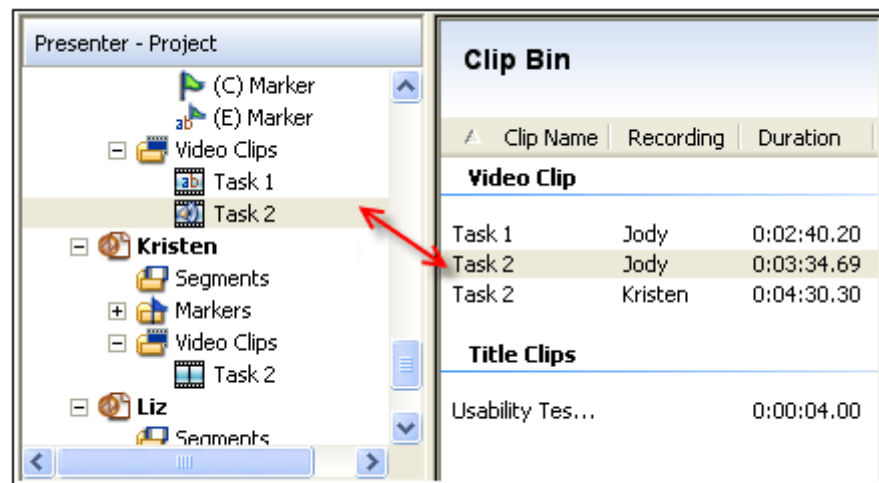 Presenter - Project
(C) Marker
ab (E) Marker
Video Clips
ab Task 1
Task 2
Kristen
Segments
Markers
Video Clips
Task 2
Liz
Segments
Clip Bin
Clip Name Recording Duration
Video Clip
Task 1 Jody 0:02:40.20
Task 2 Jody 0:03:34.69
Task 2 Kristen 0:04:30.30
Title Clips
Usability Tes... 0:00:04.00